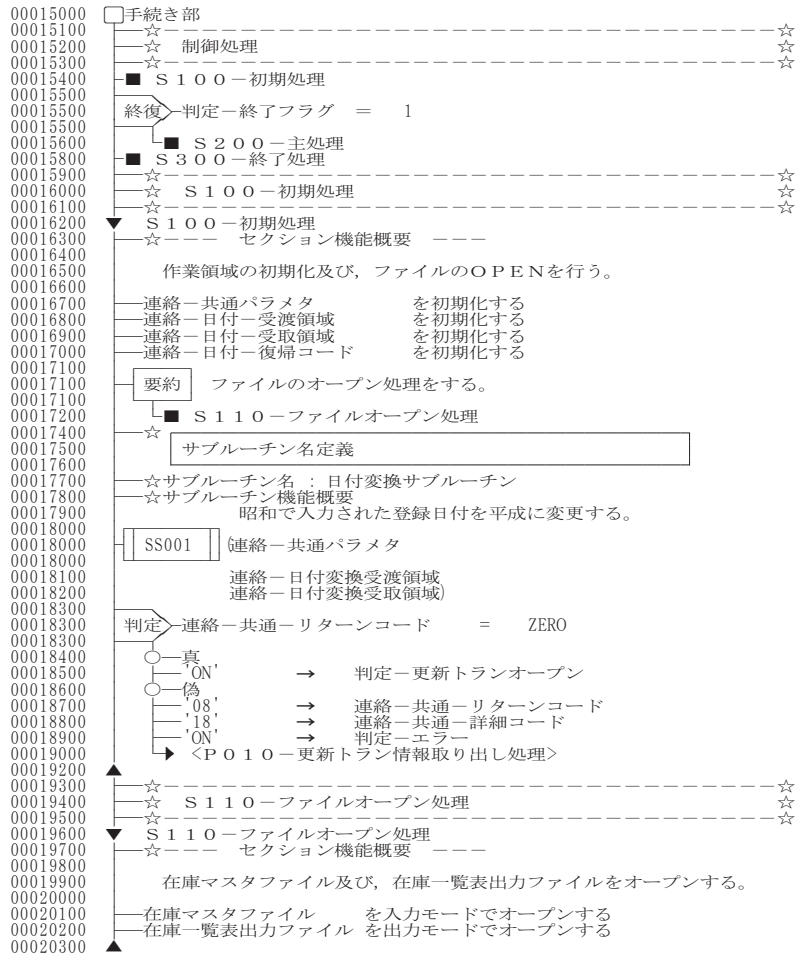 00015000 手続き部
00015100 ☆－－－－－－－－－－－－－－－－－－－－－－－－－－－－－－－☆
00015200 ☆ 制御処理 ☆
00015300 ☆－－－－－－－－－－－－－－－－－－－－－－－－－－－－－－－☆
00015400 ■ Ｓ１００－初期処理
00015500
00015500 終復 判定－終了フラグ ＝ 1
00015500
00015600 ■ Ｓ２００－主処理
00015800 ■ Ｓ３００－終了処理
00015900 ☆－－－－－－－－－－－－－－－－－－－－－－－－－－－－－－－☆
00016000 ☆ Ｓ１００－初期処理 ☆
00016100 ☆－－－－－－－－－－－－－－－－－－－－－－－－－－－－－－－☆
00016200 ▼ Ｓ１００－初期処理
00016300 ☆－－－ セクション機能概要 －－－
00016400
00016500 作業領域の初期化及び，ファイルのＯＰＥＮを行う。
00016600
00016700 連絡－共通パラメタ を初期化する
00016800 連絡－日付－受渡領域 を初期化する
00016900 連絡－日付－受取領域 を初期化する
00017000 連絡－日付－復帰コード を初期化する
00017100
00017100 要約 ファイルのオープン処理をする。
00017100
00017200 ■ Ｓ１１０－ファイルオープン処理
00017400 ☆
00017500 サブルーチン名定義
00017600
00017700 ☆サブルーチン名 ： 日付変換サブルーチン
00017800 ☆サブルーチン機能概要
00017900 昭和で入力された登録日付を平成に変更する。
00018000
00018000 SS001 (連絡－共通パラメタ
00018000
00018100 連絡－日付変換受渡領域
00018200 連絡－日付変換受取領域)
00018300
00018300 判定 連絡－共通－リターンコード ＝ ZERO
00018300
00018400 ○真
00018500 'ON' → 判定－更新トランオープン
00018600 ○偽
00018700 '08' → 連絡－共通－リターンコード
00018800 '18' → 連絡－共通－詳細コード
00018900 'ON' → 判定－エラー
00019000 ＜Ｐ０１０－更新トラン情報取り出し処理＞
00019200 ▲
00019300 ☆－－－－－－－－－－－－－－－－－－－－－－－－－－－－－－－☆
00019400 ☆ Ｓ１１０－ファイルオープン処理 ☆
00019500 ☆－－－－－－－－－－－－－－－－－－－－－－－－－－－－－－－☆
00019600 ▼ Ｓ１１０－ファイルオープン処理
00019700 ☆－－－ セクション機能概要 －－－
00019800
00019900 在庫マスタファイル及び，在庫一覧表出力ファイルをオープンする。
00020000
00020100 在庫マスタファイル を入力モードでオープンする
00020200 在庫一覧表出力ファイル を出力モードでオープンする
00020300 ▲